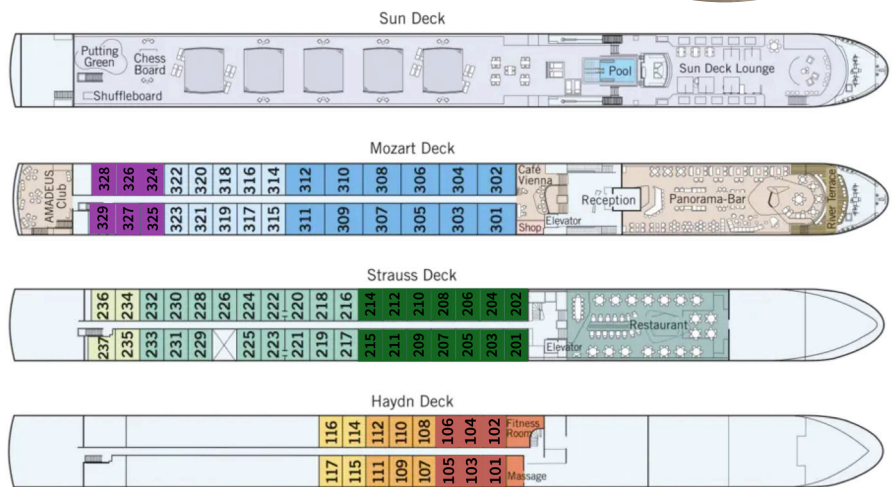 Sun Deck
Putting
Green
Chess
Board
Shuffleboard
Pool
Sun Deck Lounge
Mozart Deck
AMADEUS
Club
328 326 324 322 320 318 316 314 312 310 308 306 304 302
329 327 325 323 321 319 317 315 311 309 307 305 303 301
Café
Vienna
Shop
Elevator
Reception
Panorama-Bar
River Terrace
Strauss Deck
236 234 232 230 228 226 224 222 220 218 216 214 212 210 208 206 204 202
237 235 233 231 229 225 223 221 219 217 215 211 209 207 205 203 201
Elevator
Restaurant
Haydn Deck
116 114 112 110 108 106 104 102
117 115 111 109 107 105 103 101
Fitness
Room
Massage